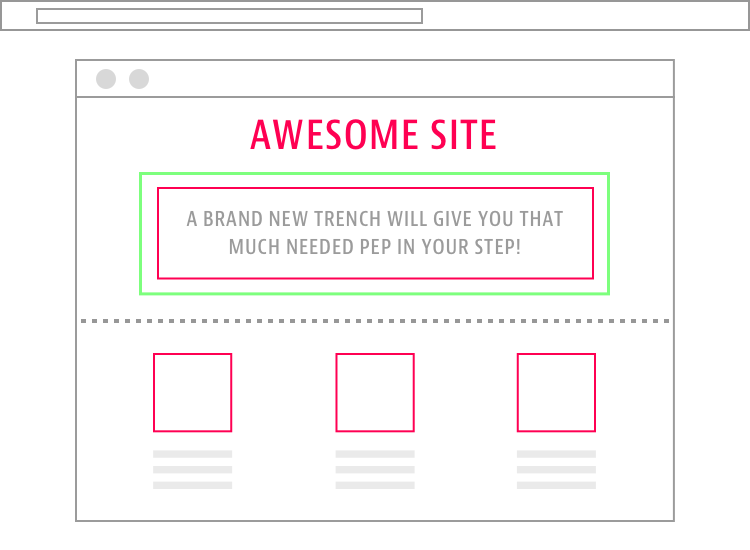 AWESOME SITE
A BRAND NEW TRENCH WILL GIVE YOU THAT
MUCH NEEDED PEP IN YOUR STEP!